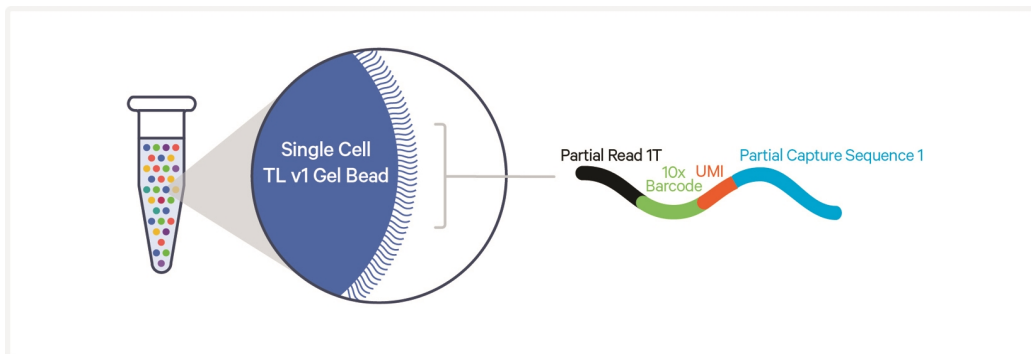 Single Cell
TL v1 Gel Bead
Partial Read 1T
10x
Barcode
UMI
Partial Capture Sequence 1